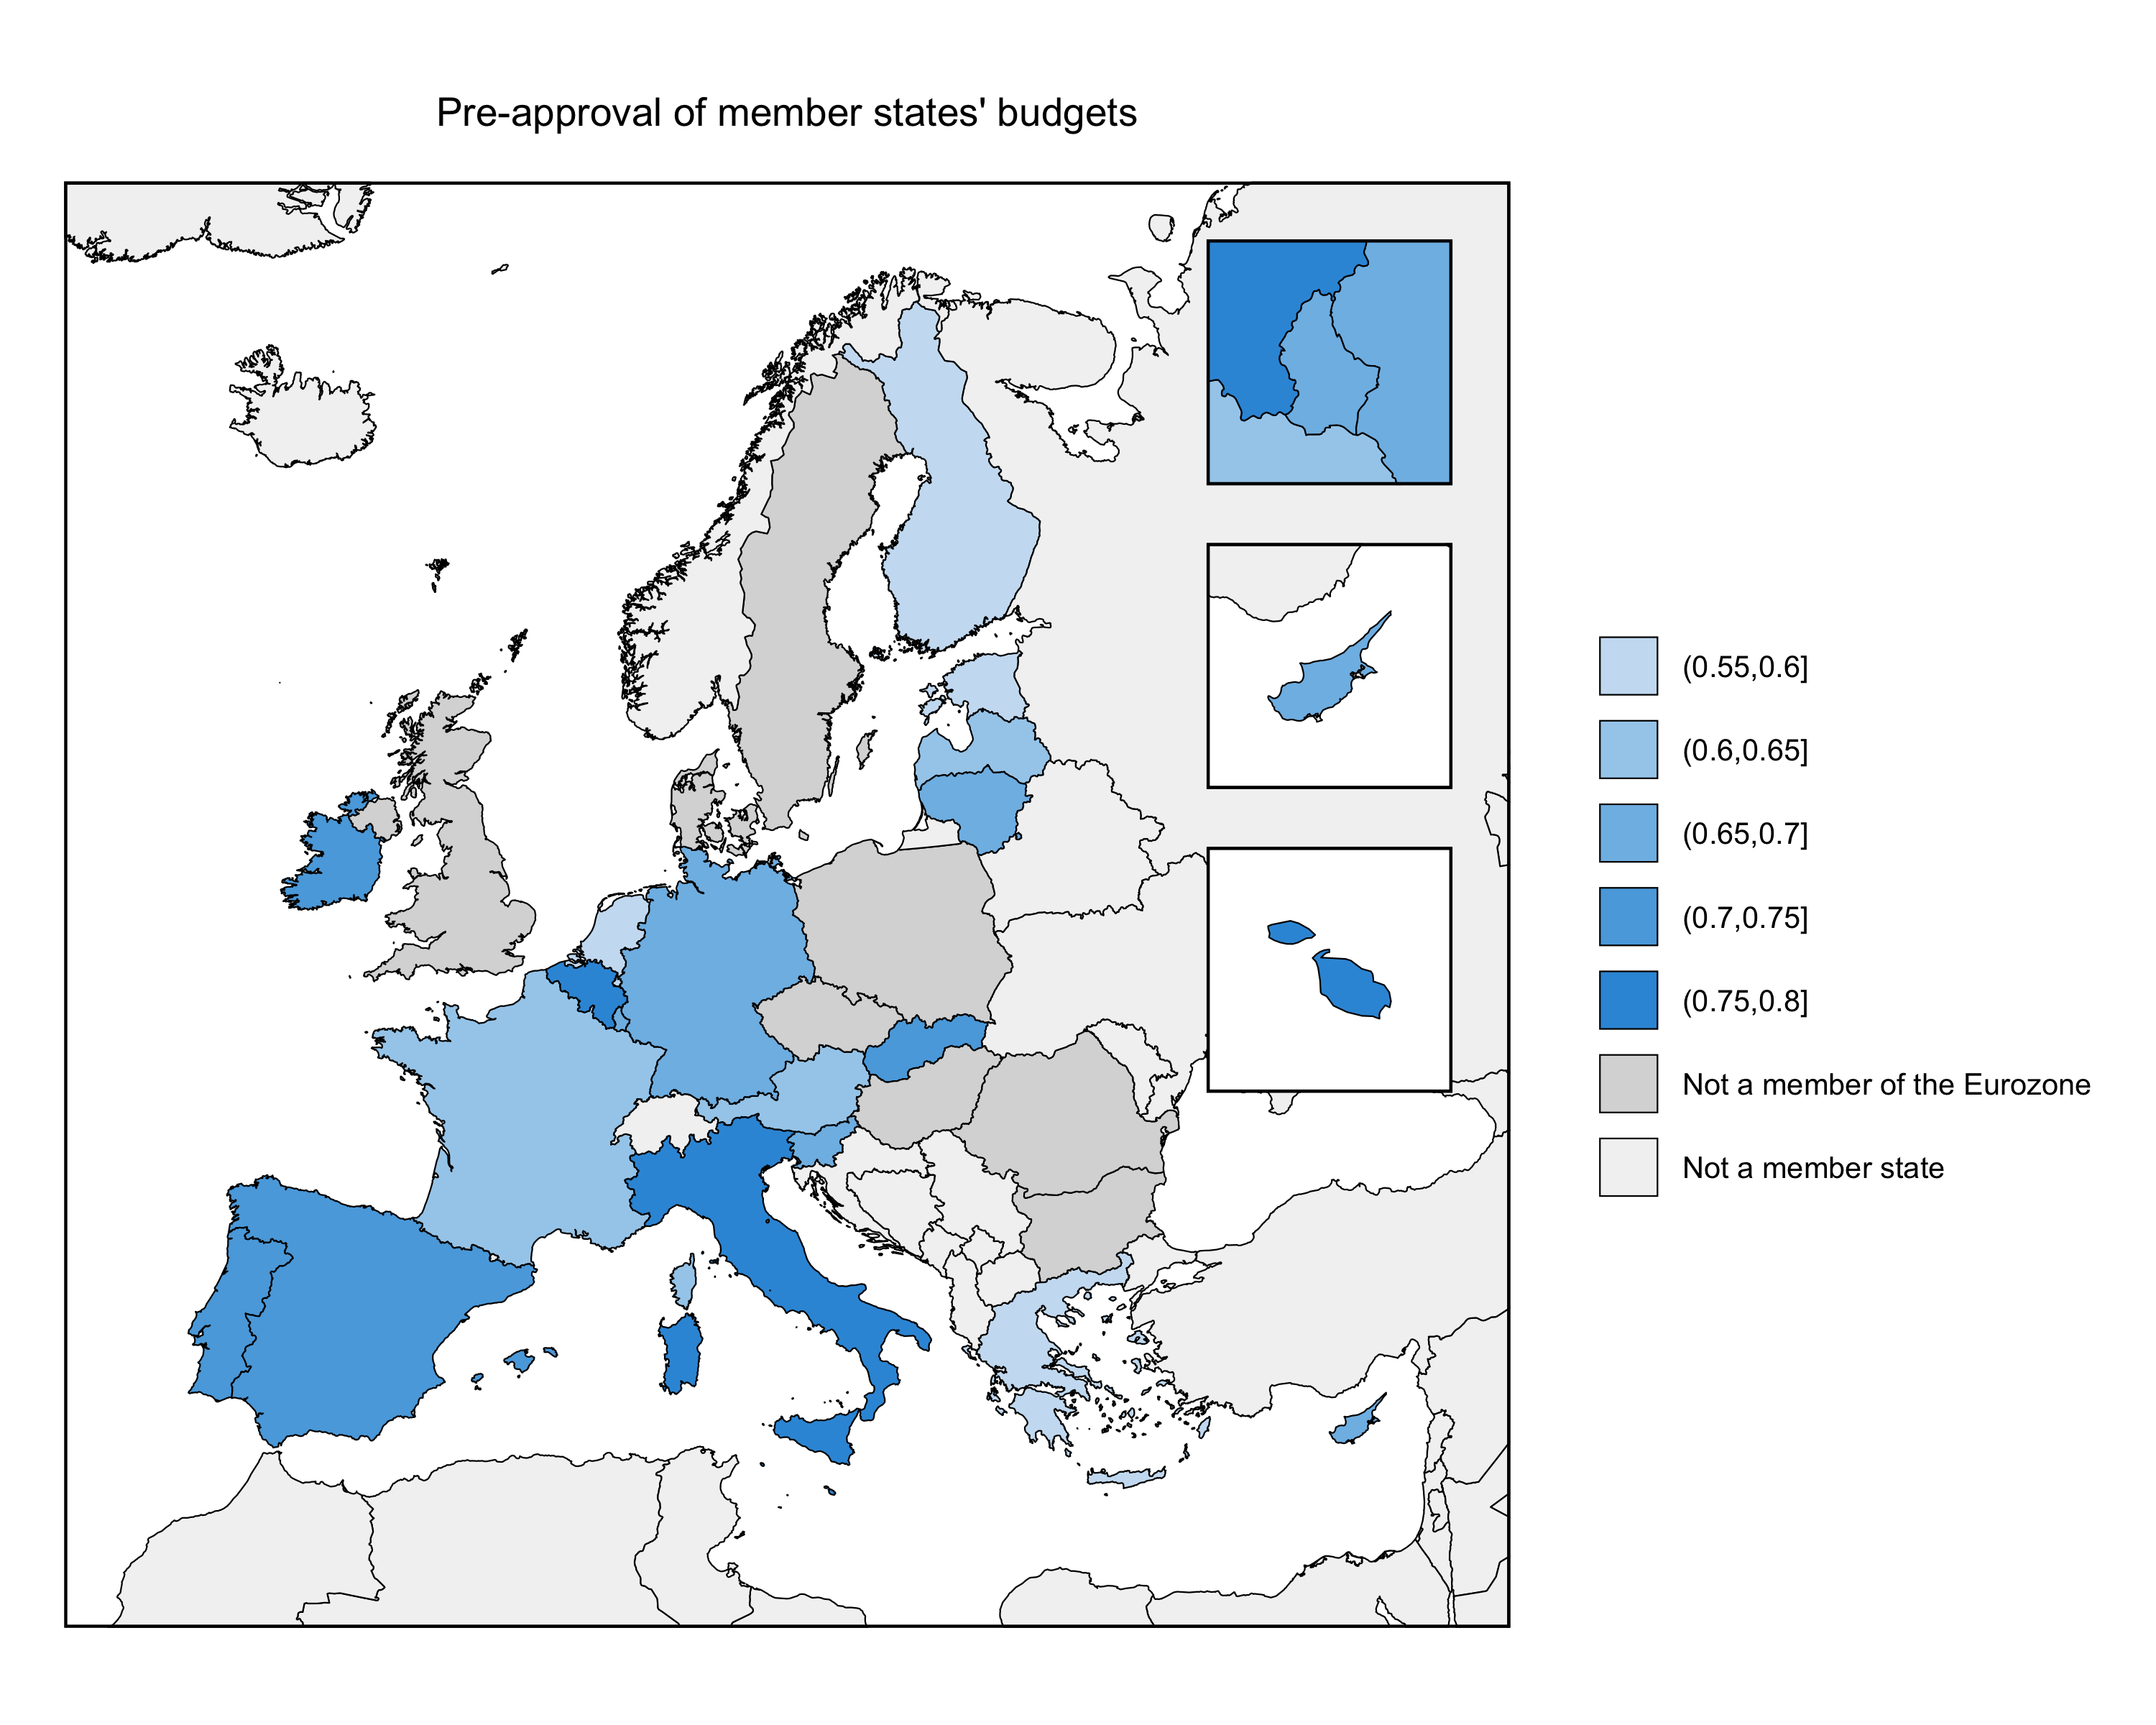 Pre-approval of member states' budgets
(0.55,0.6]
(0.6,0.65]
(0.65,0.7]
(0.7,0.75]
(0.75,0.8]
Not a member of the Eurozone
Not a member state